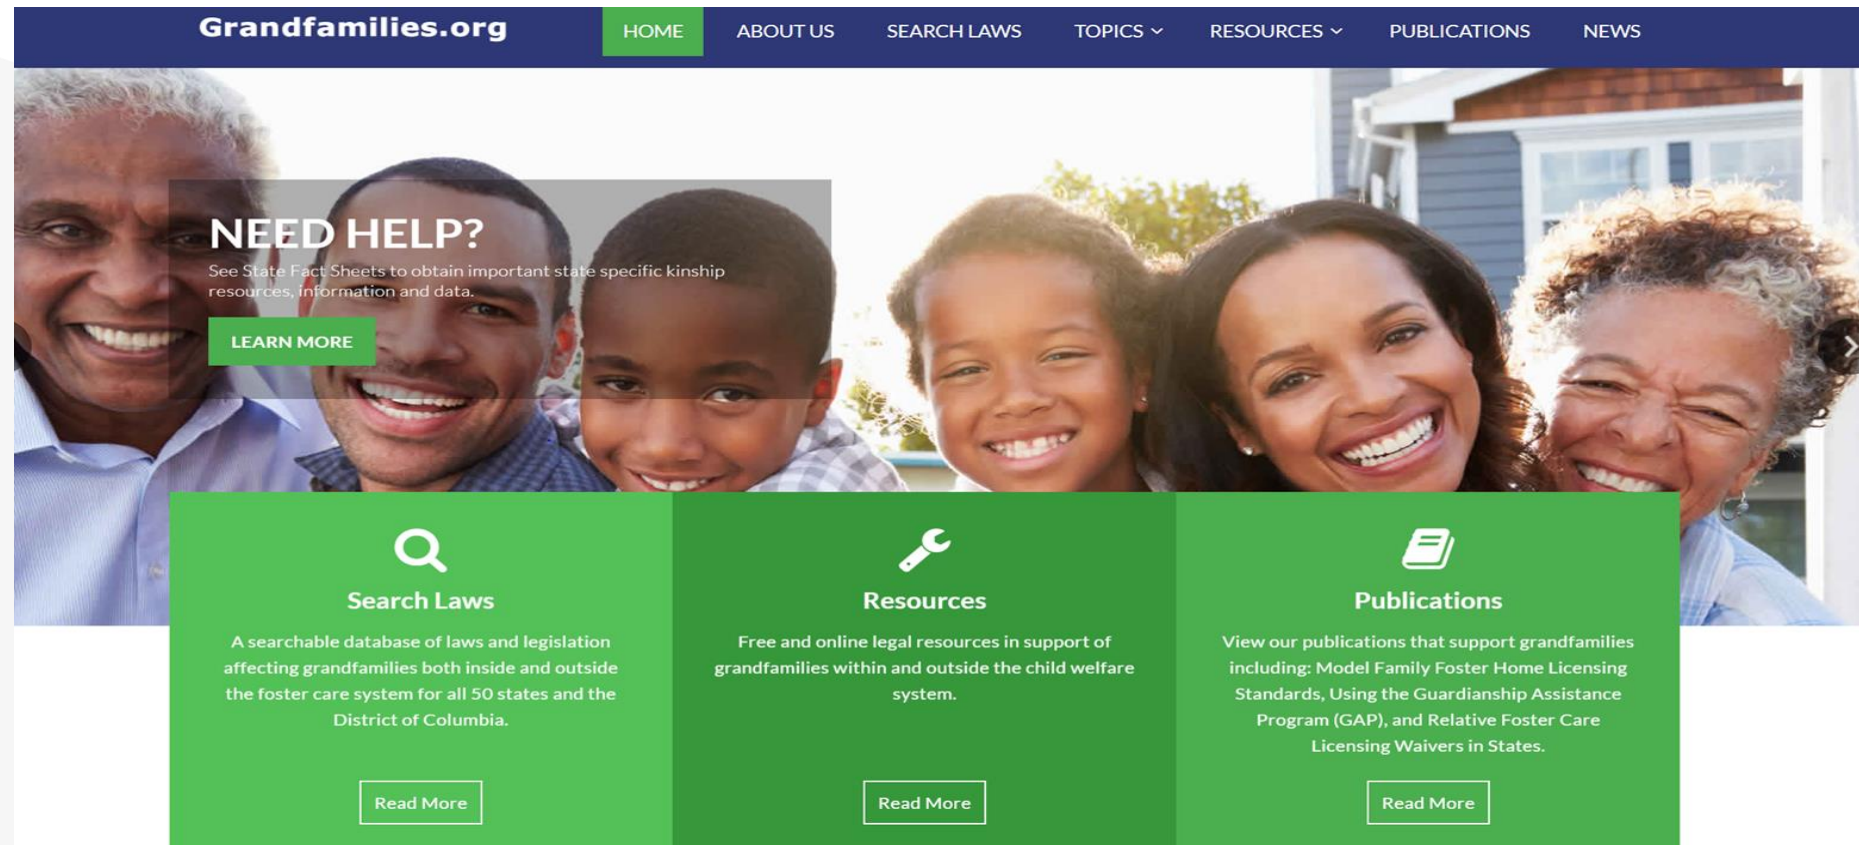 Grandfamilies.org
HOME
ABOUT US
SEARCH LAWS
TOPICS
RESOURCES
PUBLICATIONS
NEWS
NEED HELP?
See State Fact Sheets to obtain important state specific kinship
resources, information and data.
LEARN MORE
Search Laws
A searchable database of laws and legislation
affecting grandfamilies both inside and outside
the foster care system for all 50 states and the
District of Columbia.
Read More
Resources
Free and online legal resources in support of
grandfamilies within and outside the child welfare
system.
Read More
Publications
View our publications that support grandfamilies
including: Model Family Foster Home Licensing
Standards, Using the Guardianship Assistance
Program (GAP), and Relative Foster Care
Licensing Waivers in States.
Read More